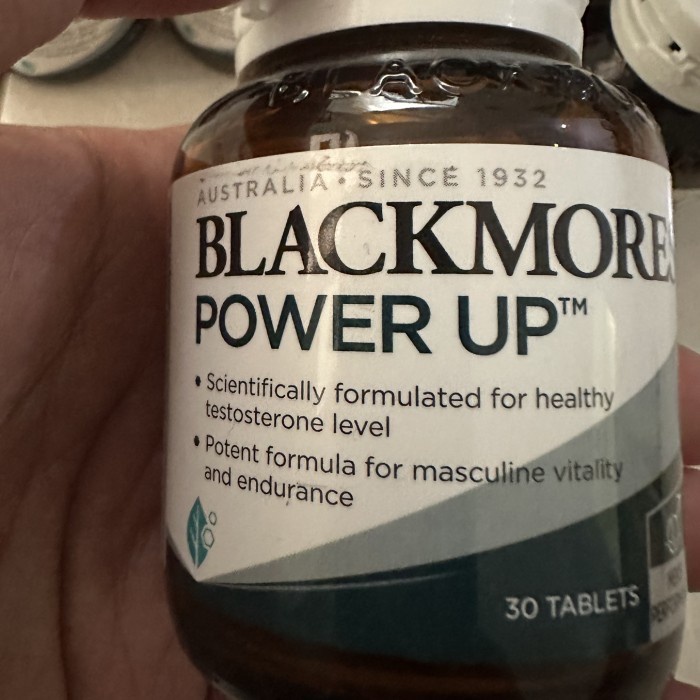 BLACK
AUSTRALIA • SINCE 1932
BLACKMORES
POWER UP™
• Scientifically formulated for healthy
testosterone level
• Potent formula for masculine vitality
and endurance
30 TABLETS